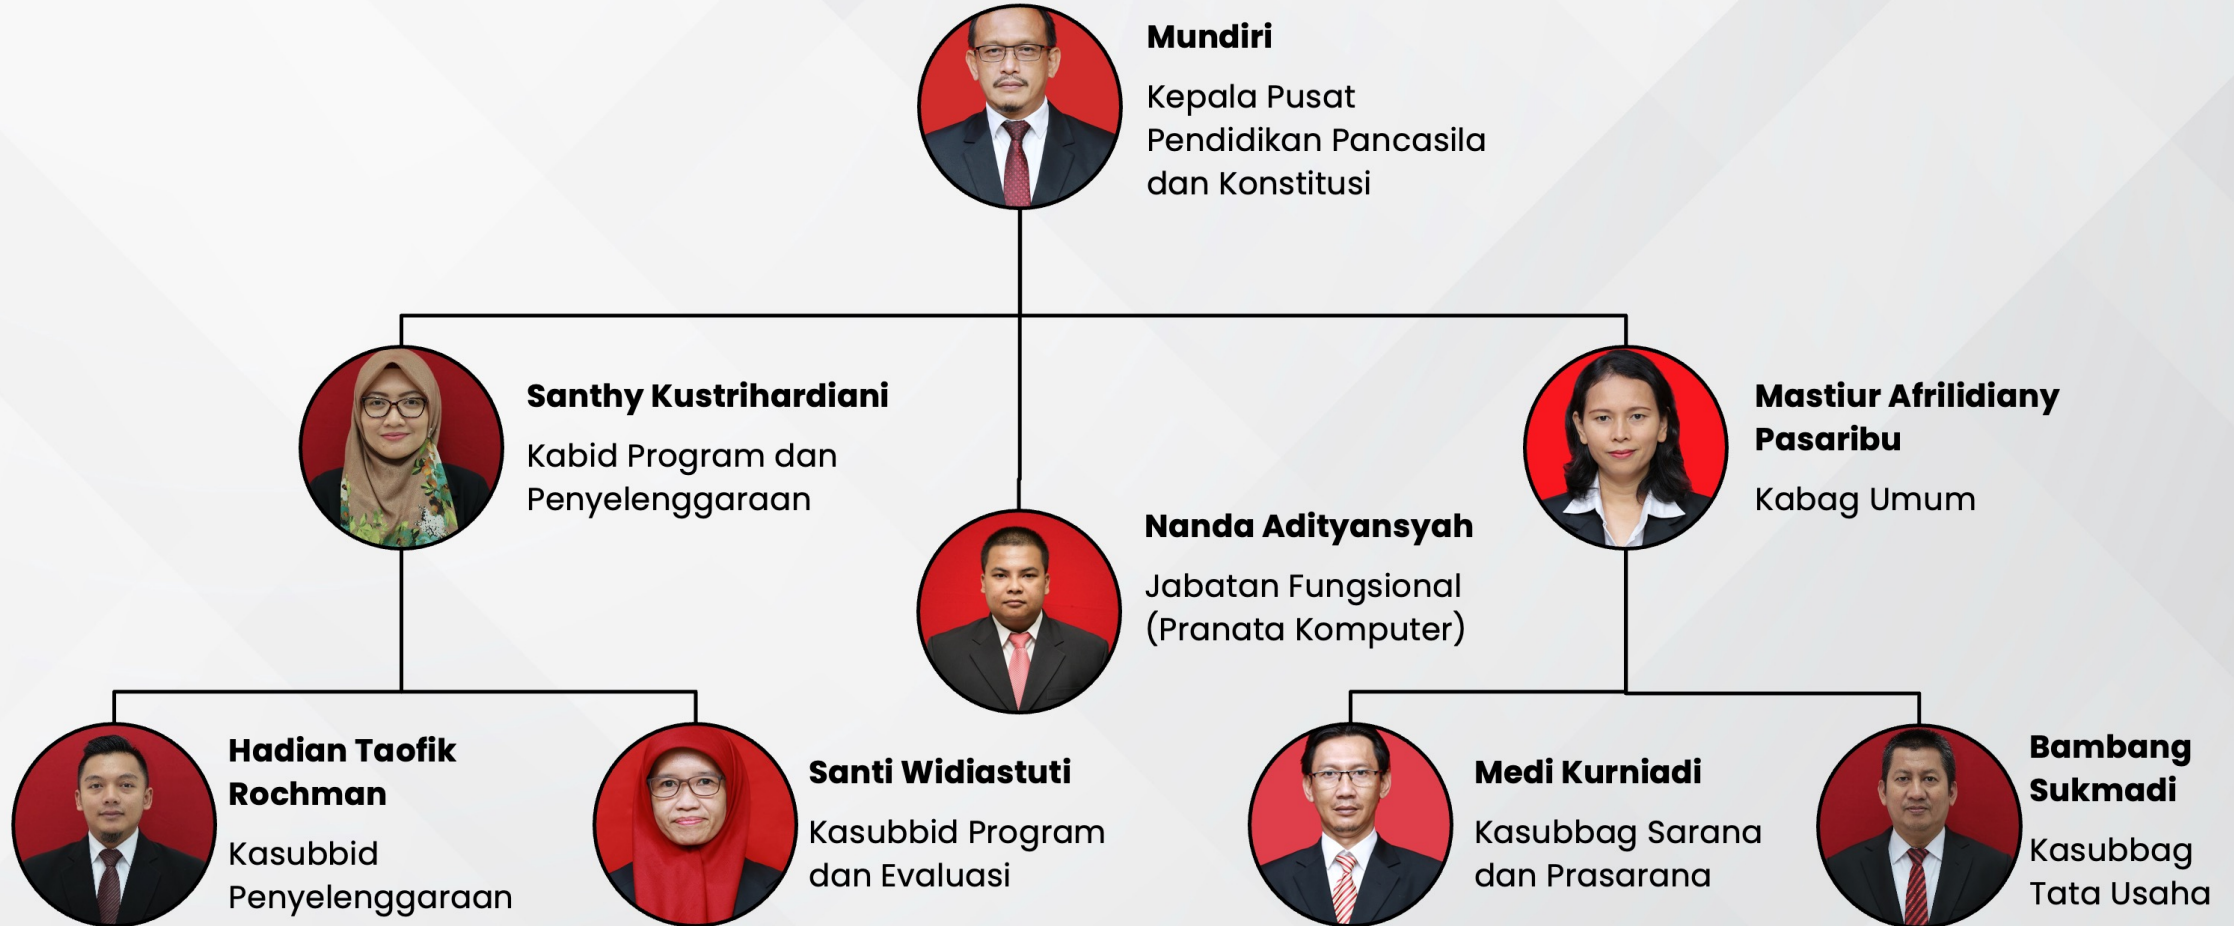 Mundiri
Kepala Pusat
Pendidikan Pancasila
dan Konstitusi
Santhy Kustrihardiani
Kabid Program dan
Penyelenggaraan
Nanda Adityansyah
Jabatan Fungsional
(Pranata Komputer)
Mastiur Afrilidiany
Pasaribu
Kabag Umum
Hadian Taofik
Rochman
Kasubbid
Penyelenggaraan
Santi Widiastuti
Kasubbid Program
dan Evaluasi
Medi Kurniadi
Kasubbag Sarana
dan Prasarana
Bambang
Sukmadi
Kasubbag
Tata Usaha